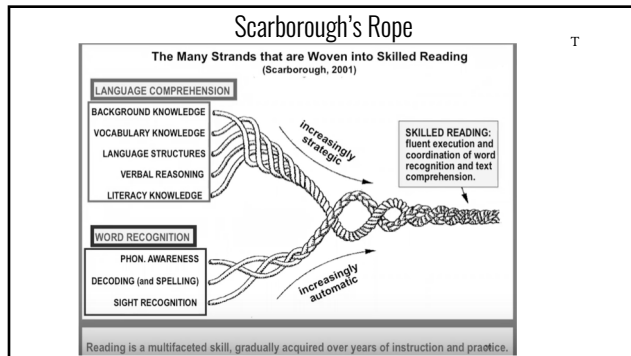 Scarborough's Rope
T
The Many Strands that are Woven into Skilled Reading
(Scarborough, 2001)
LANGUAGE COMPREHENSION
BACKGROUND KNOWLEDGE
VOCABULARY KNOWLEDGE
LANGUAGE STRUCTURES
VERBAL REASONING
LITERACY KNOWLEDGE
increasingly
strategic
SKILLED READING:
fluent execution and
coordination of word
recognition and text
comprehension.
WORD RECOGNITION
PHON. AWARENESS
DECODING (and SPELLING)
SIGHT RECOGNITION
increasingly
automatic
Reading is a multifaceted skill, gradually acquired over years of instruction and practice.